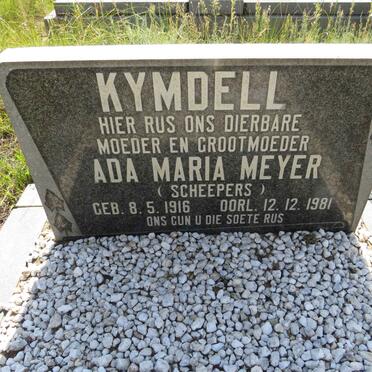 KYMDELL
HIER RUS ONS DIERBARE
MOEDER EN GROOTMOEDER
ADA MARIA MEYER
( SCHEEPERS )
GEB. 8. 5. 1916 OORL. 12. 12. 1981
ONS GUN U DIE SOETE RUS